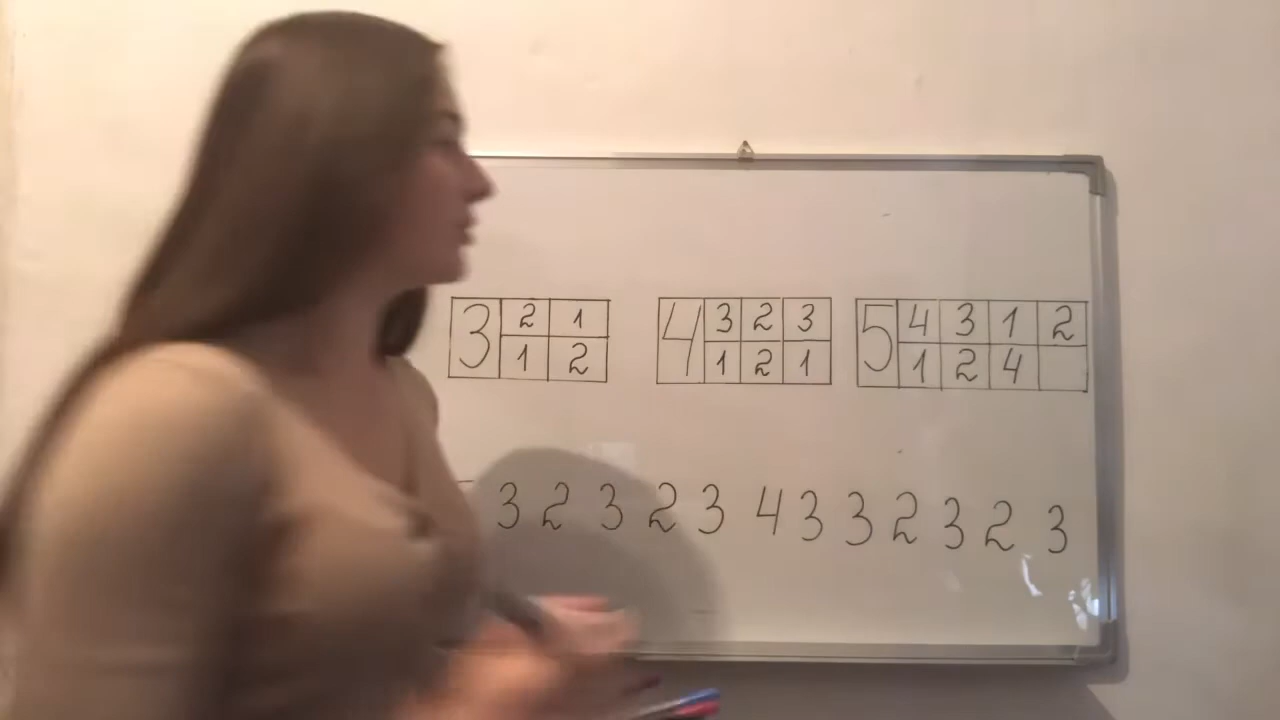 3 2 1 4 3 2 3 5 4 3 1 2
1 2 1 2 1 1 2 4
3 2 3 2 3 4 3 3 2 3 2 3